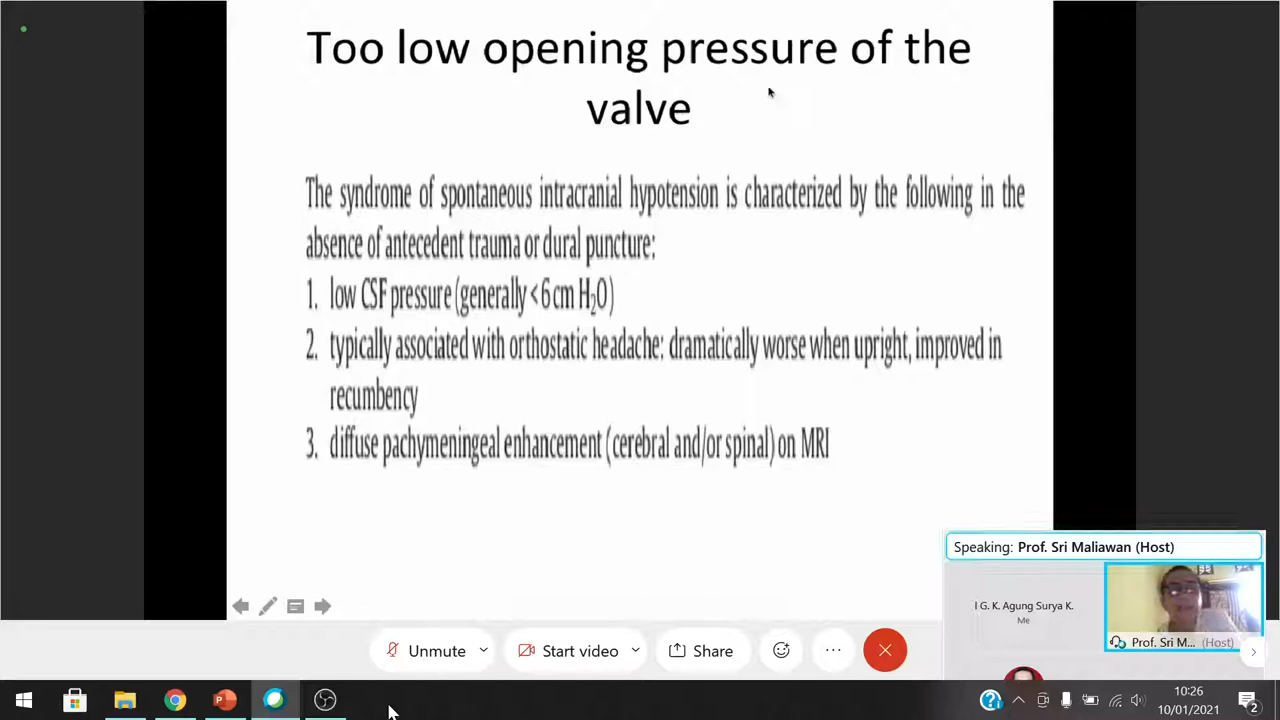 Too low opening pressure of the
valve
The syndrome of spontaneous intracranial hypotension is characterized by the following in the
absence of antecedent trauma or dural puncture:
1. low CSF pressure (generally <6 cm H₂O)
2. typically associated with orthostatic headache: dramatically worse when upright, improved in
recumbency
3. diffuse pachymeningeal enhancement (cerebral and/or spinal) on MRI
Speaking: Prof. Sri Maliawan (Host)
I G. K. Agung Surya K.
Me
Prof. Sri M... (Host)
Unmute
Start video
Share
10:26
10/01/2021
2